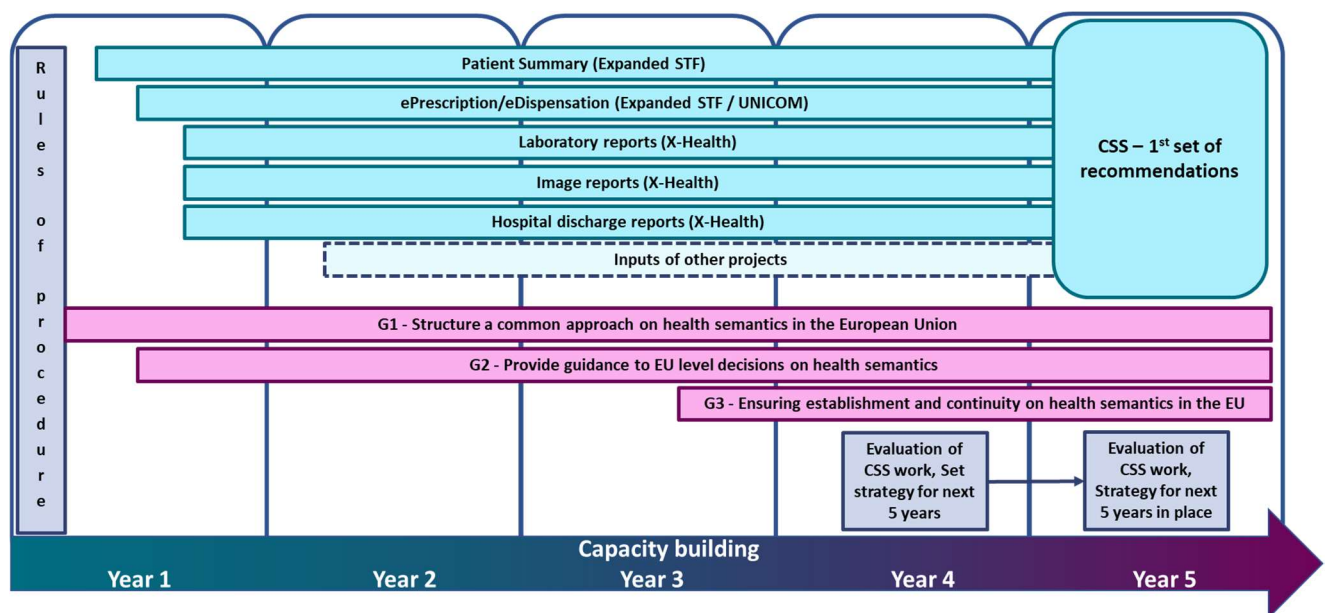 Rules of procedure
Patient Summary (Expanded STF)
ePrescription/eDispensation (Expanded STF / UNICOM)
Laboratory reports (X-Health)
Image reports (X-Health)
Hospital discharge reports (X-Health)
Inputs of other projects
CSS – 1st set of
recommendations
G1 - Structure a common approach on health semantics in the European Union
G2 - Provide guidance to EU level decisions on health semantics
G3 - Ensuring establishment and continuity on health semantics in the EU
Evaluation of
CSS work, Set
strategy for next
5 years
Evaluation of
CSS work,
Strategy for next
5 years in place
Capacity building
Year 1
Year 2
Year 3
Year 4
Year 5